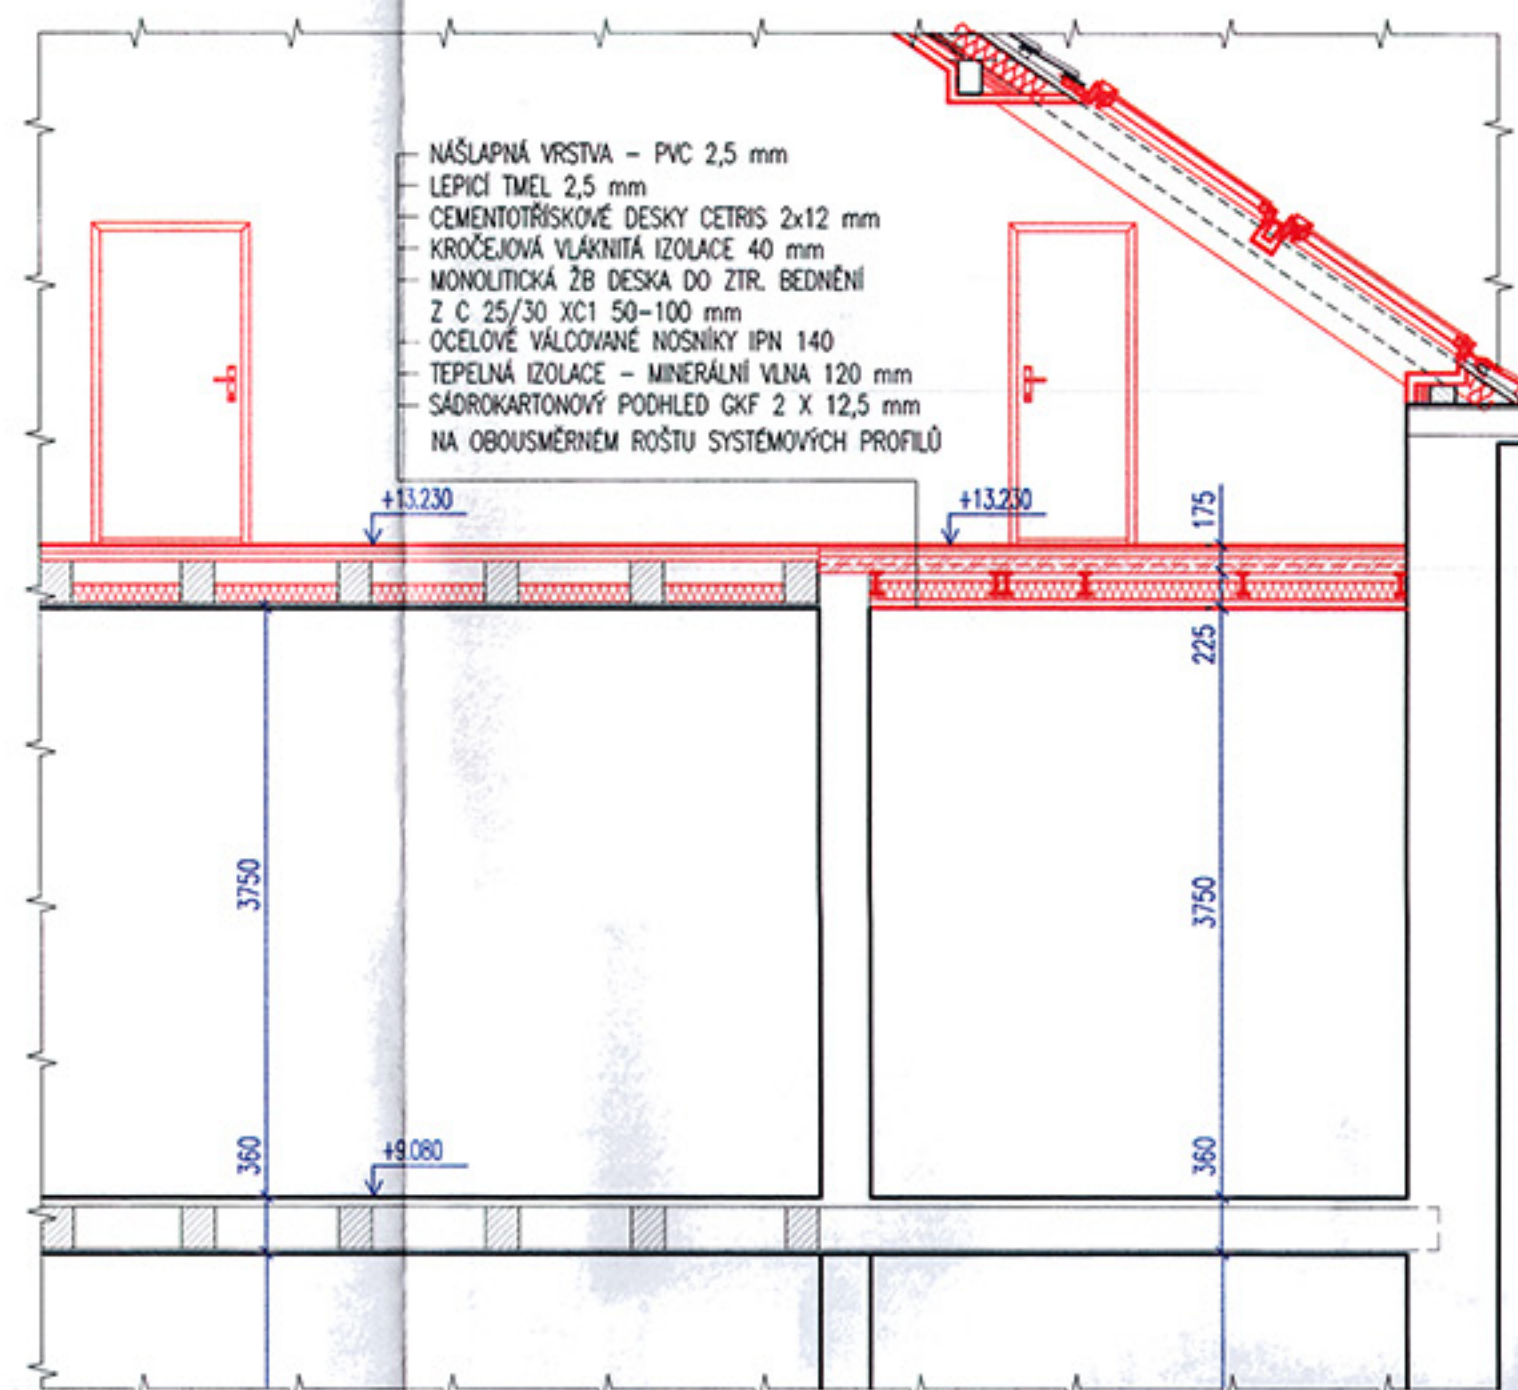 NÁŠLAPNÁ VRSTVA – PVC 2,5 mm
LEPICÍ TMEL 2,5 mm
CEMENTOTŘÍSKOVÉ DESKY CETRIS 2x12 mm
KROČEJOVÁ VLÁKNITÁ IZOLACE 40 mm
MONOLITICKÁ ŽB DESKA DO ZTR. BEDNĚNÍ
Z C 25/30 XC1 50-100 mm
OCELOVÉ VÁLCOVANÉ NOSNÍKY IPN 140
TEPELNÁ IZOLACE – MINERÁLNÍ VLNA 120 mm
SÁDROKARTONOVÝ PODHLED GKF 2 X 12,5 mm
NA OBOUSMĚRNÉM ROŠTU SYSTÉMOVÝCH PROFILŮ
+13.230
+13.230
175
225
3750
3750
360
+9.080
360